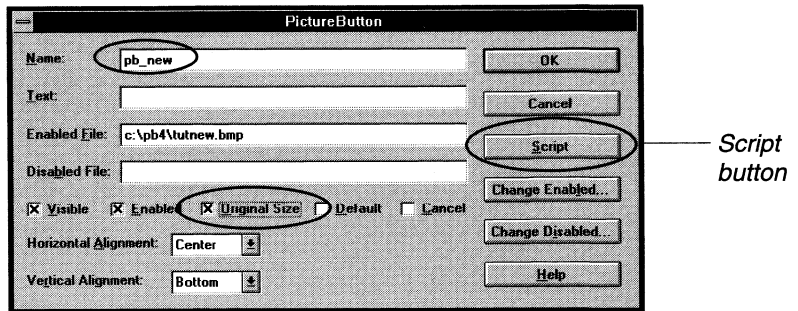 PictureButton
Name: pb_new
OK
Text:
Cancel
Enabled File: c:\pb4\tutnew.bmp
Script
Script button
Disabled File:
Change Enabled...
Visible Enabled Original Size Default Cancel
Change Disabled...
Horizontal Alignment: Center
Vertical Alignment: Bottom
Help